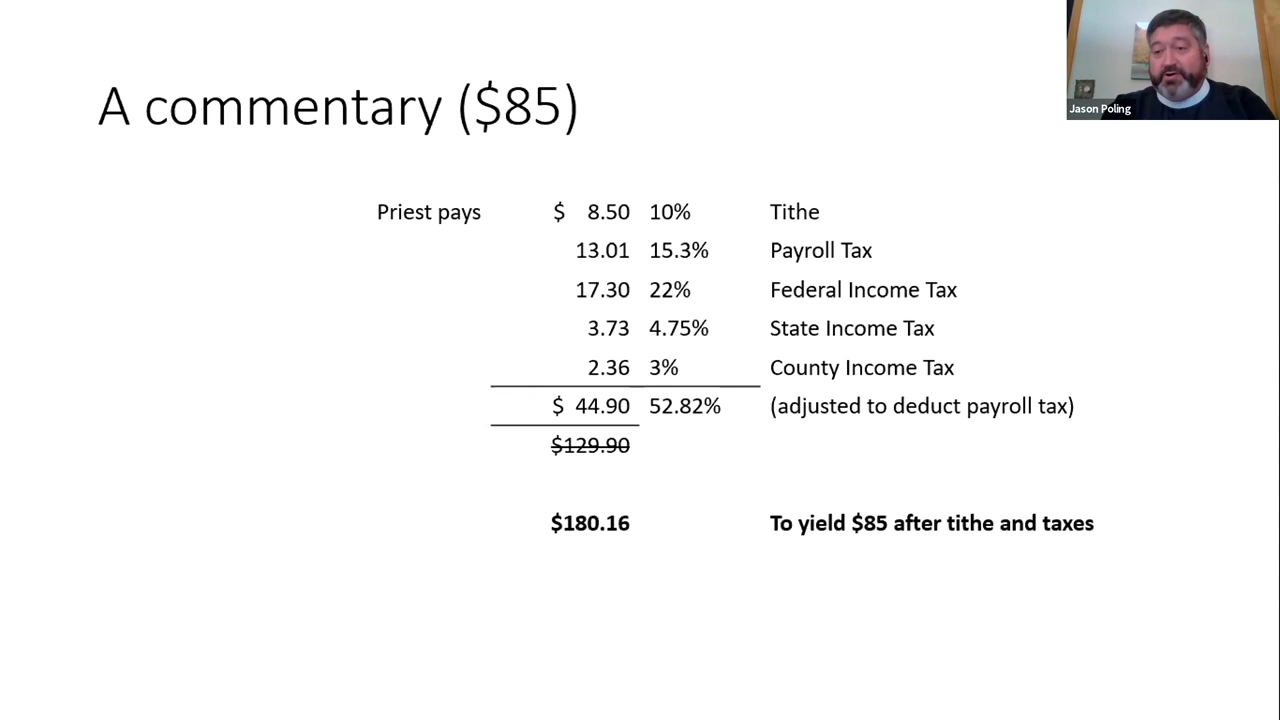 Jason Poling
A commentary ($85)
Priest pays $ 8.50 10% Tithe
13.01 15.3% Payroll Tax
17.30 22% Federal Income Tax
3.73 4.75% State Income Tax
2.36 3% County Income Tax
$ 44.90 52.82% (adjusted to deduct payroll tax)
$129.90
$180.16 To yield $85 after tithe and taxes